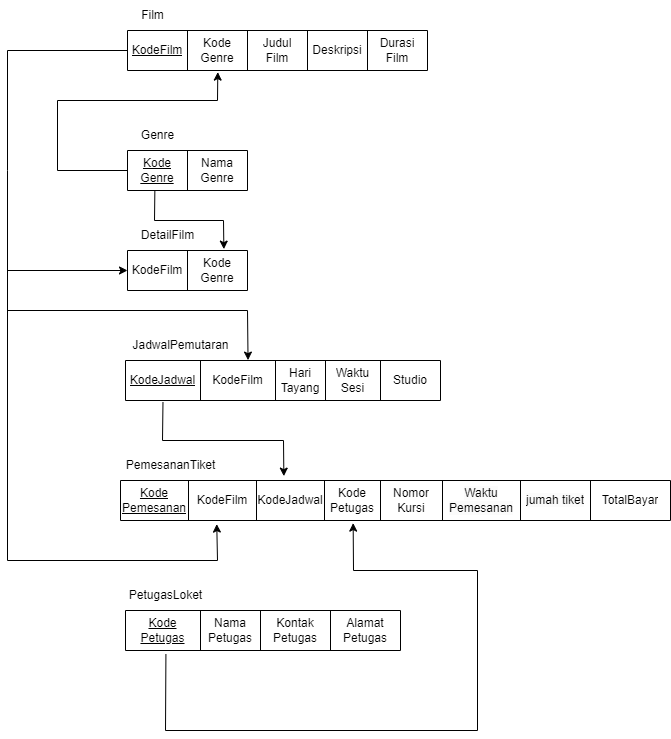 Film
KodeFilm
Kode
Genre
Judul
Film
Deskripsi
Durasi
Film
Genre
Kode
Genre
Nama
Genre
DetailFilm
KodeFilm
Kode
Genre
JadwalPemutaran
KodeJadwal
KodeFilm
Hari
Tayang
Waktu
Sesi
Studio
PemesananTiket
Kode
Pemesanan
KodeFilm
KodeJadwal
Kode
Petugas
Nomor
Kursi
Waktu
Pemesanan
jumah tiket
TotalBayar
PetugasLoket
Kode
Petugas
Nama
Petugas
Kontak
Petugas
Alamat
Petugas